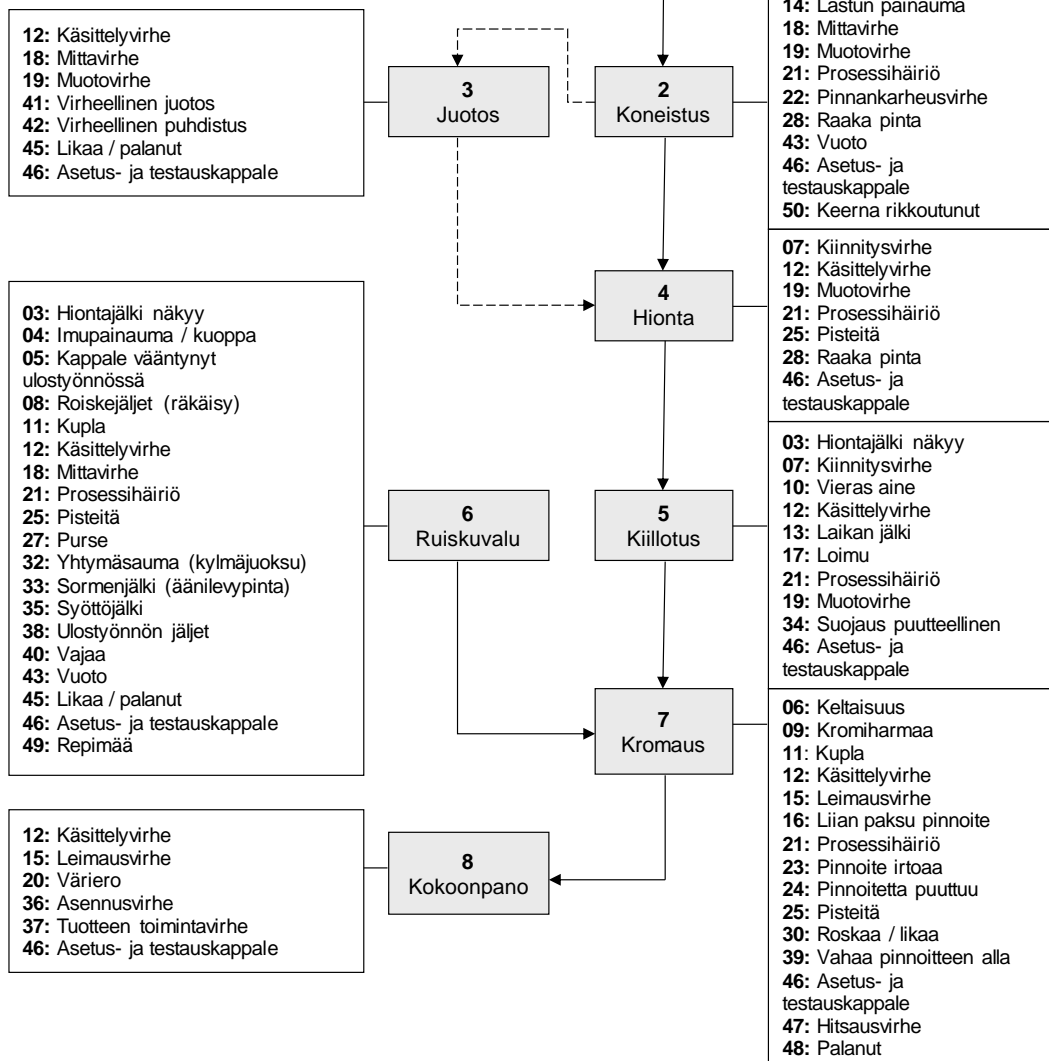 12: Käsittelyvirhe
18: Mittavirhe
19: Muotovirhe
41: Virheellinen juotos
42: Virheellinen puhdistus
45: Likaa / palanut
46: Asetus- ja testauskappale
3
Juotos
2
Koneistus
14: Lastun painauma
18: Mittavirhe
19: Muotovirhe
21: Prosessihäiriö
22: Pinnankarheusvirhe
28: Raaka pinta
43: Vuoto
46: Asetus- ja
testauskappale
50: Keerna rikkoutunut
4
Hionta
07: Kiinnitysvirhe
12: Käsittelyvirhe
19: Muotovirhe
21: Prosessihäiriö
25: Pisteitä
28: Raaka pinta
46: Asetus- ja
testauskappale
03: Hiontajälki näkyy
04: Imupainauma / kuoppa
05: Kappale vääntynyt
ulostyönnössä
08: Roiskejäljet (räkäisy)
11: Kupla
12: Käsittelyvirhe
18: Mittavirhe
21: Prosessihäiriö
25: Pisteitä
27: Purse
32: Yhtymäsauma (kylmäjuoksu)
33: Sormenjälki (äänilevypinta)
35: Syöttöjälki
38: Ulostyönnön jäljet
40: Vajaa
43: Vuoto
45: Likaa / palanut
46: Asetus- ja testauskappale
49: Repimää
6
Ruiskuvalu
5
Kiillotus
03: Hiontajälki näkyy
07: Kiinnitysvirhe
10: Vieras aine
12: Käsittelyvirhe
13: Laikan jälki
17: Loimu
21: Prosessihäiriö
19: Muotovirhe
34: Suojaus puutteellinen
46: Asetus- ja
testauskappale
7
Kromaus
06: Keltaisuus
09: Kromiharmaa
11: Kupla
12: Käsittelyvirhe
15: Leimausvirhe
16: Liian paksu pinnoite
21: Prosessihäiriö
23: Pinnoite irtoaa
24: Pinnoitetta puuttuu
25: Pisteitä
30: Roskaa / likaa
39: Vahaa pinnoitteen alla
46: Asetus- ja
testauskappale
47: Hitsausvirhe
48: Palanut
12: Käsittelyvirhe
15: Leimausvirhe
20: Väriero
36: Asennusvirhe
37: Tuotteen toimintavirhe
46: Asetus- ja testauskappale
8
Kokoonpano